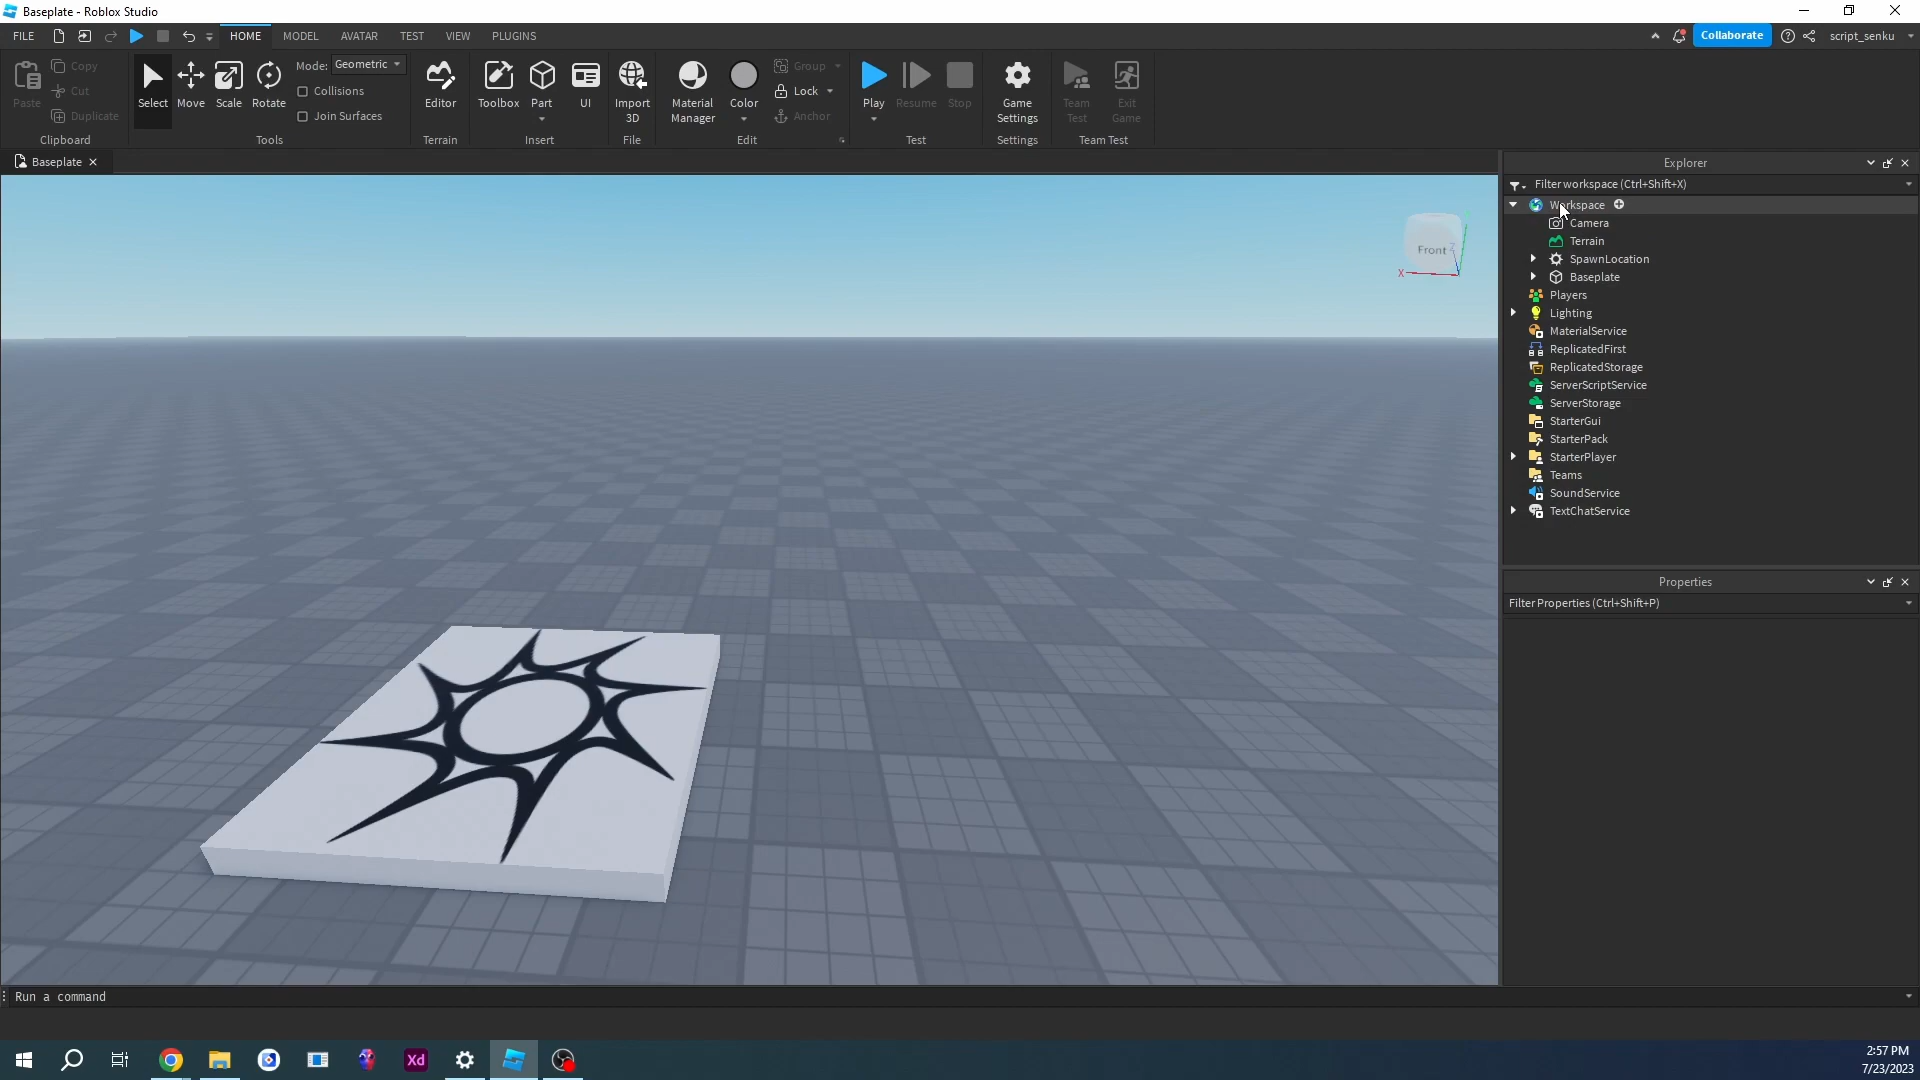 Baseplate - Roblox Studio
FILE HOME MODEL AVATAR TEST VIEW PLUGINS Collaborate script_senku
Paste
Copy
Cut
Duplicate
Clipboard
Select Move Scale Rotate
Mode: Geometric
Collisions
Join Surfaces
Tools
Editor
Terrain
Toolbox Part UI
Insert
Import
3D
File
Material
Manager
Color
Group
Lock
Anchor
Edit
Play Resume Stop
Test
Game
Settings
Settings
Team
Test
Exit
Game
Team Test
Baseplate
Front
X
Z
Explorer
Filter workspace (Ctrl+Shift+X)
Workspace
Camera
Terrain
SpawnLocation
Baseplate
Players
Lighting
MaterialService
ReplicatedFirst
ReplicatedStorage
ServerScriptService
ServerStorage
StarterGui
StarterPack
StarterPlayer
Teams
SoundService
TextChatService
Properties
Filter Properties (Ctrl+Shift+P)
Run a command
Xd
2:57 PM
7/23/2023